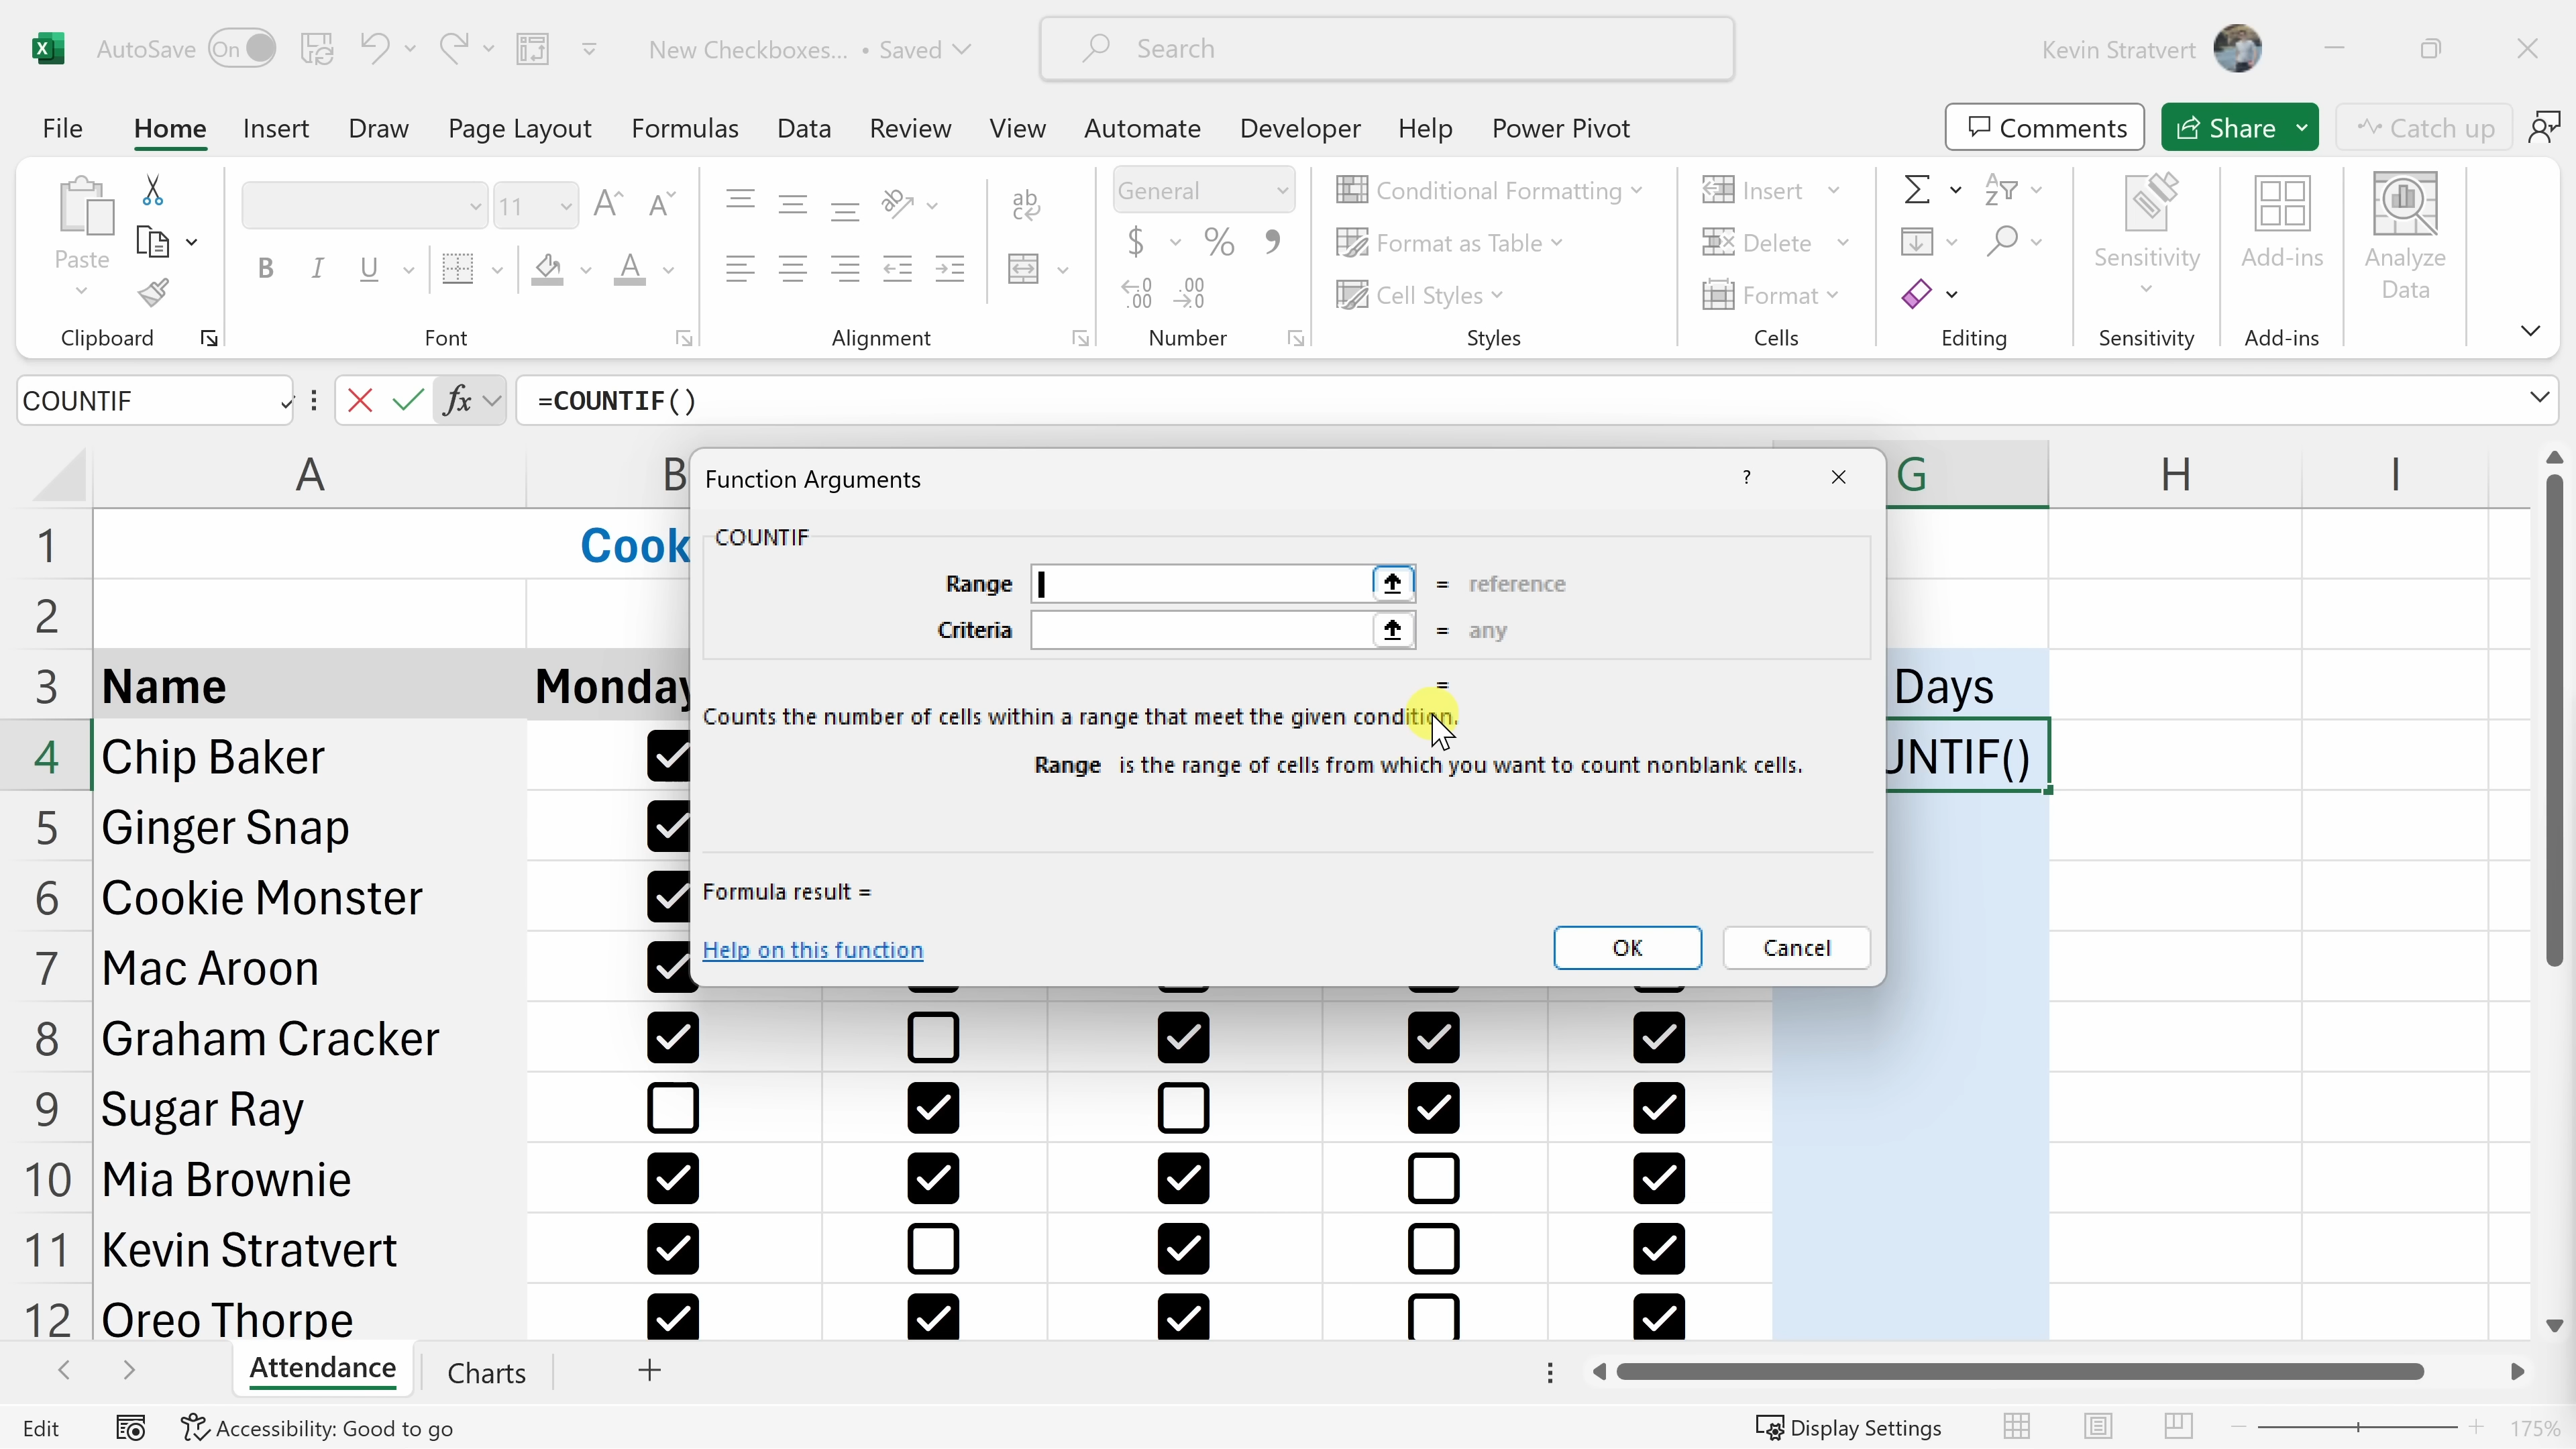 AutoSave On New Checkboxes... • Saved Search Kevin Stratvert
File Home Insert Draw Page Layout Formulas Data Review View Automate Developer Help Power Pivot Comments Share Catch up
Paste
Clipboard
11
B I U A
Font
ab
Alignment
General
$ % 9
.00
Number
Conditional Formatting
Format as Table
Cell Styles
Styles
Insert
Delete
Format
Cells
Editing
Sensitivity
Sensitivity
Add-ins
Add-ins
Analyze
Data
COUNTIF fx =COUNTIF()
A B G H I
1 Cook
2
3 Name Monday Days
4 Chip Baker UNTIF()
5 Ginger Snap
6 Cookie Monster
7 Mac Aroon
8 Graham Cracker
9 Sugar Ray
10 Mia Brownie
11 Kevin Stratvert
12 Oreo Thorpe
Function Arguments ?
COUNTIF
Range = reference
Criteria = any
=
Counts the number of cells within a range that meet the given condition.
Range is the range of cells from which you want to count nonblank cells.
Formula result =
Help on this function OK Cancel
Attendance Charts +
Edit Accessibility: Good to go Display Settings 175%